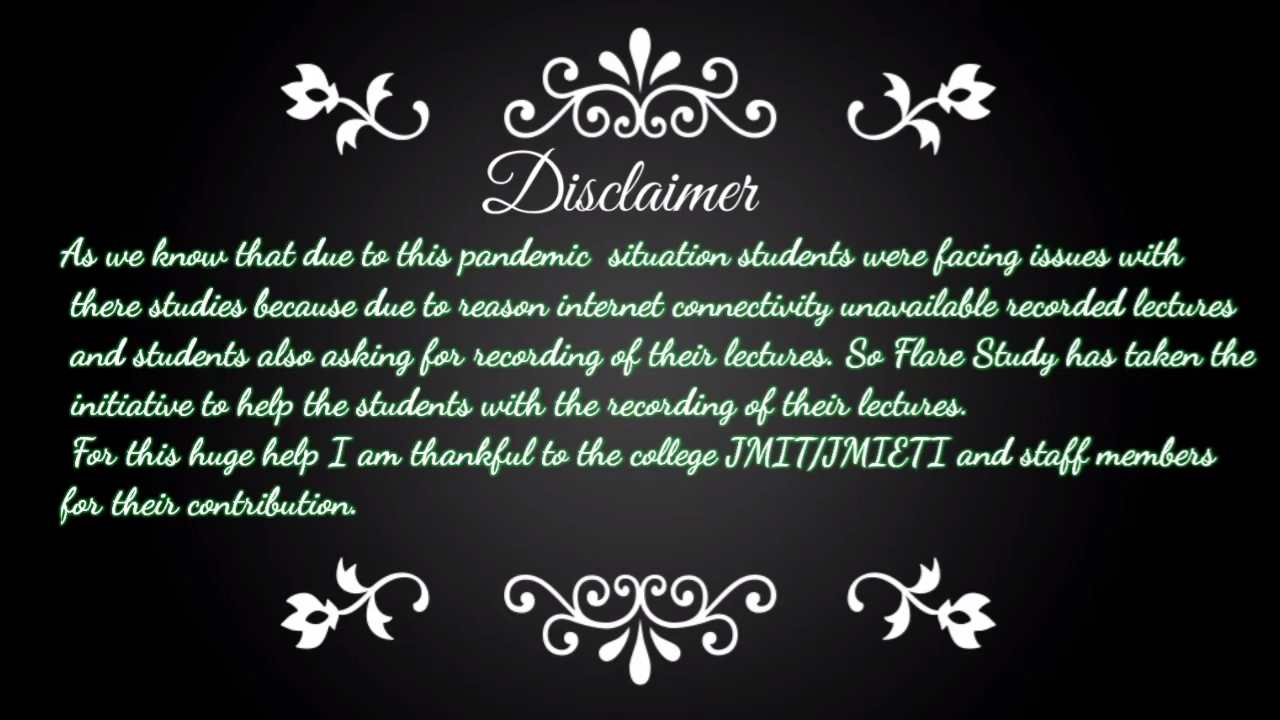 Disclaimer
As we know that due to this pandemic situation students were facing issues with
there studies because due to reason internet connectivity unavailable recorded lectures
and students also asking for recording of their lectures. So Flare Study has taken the
initiative to help the students with the recording of their lectures.
For this huge help I am thankful to the college JMIT/JMIETI and staff members
for their contribution.